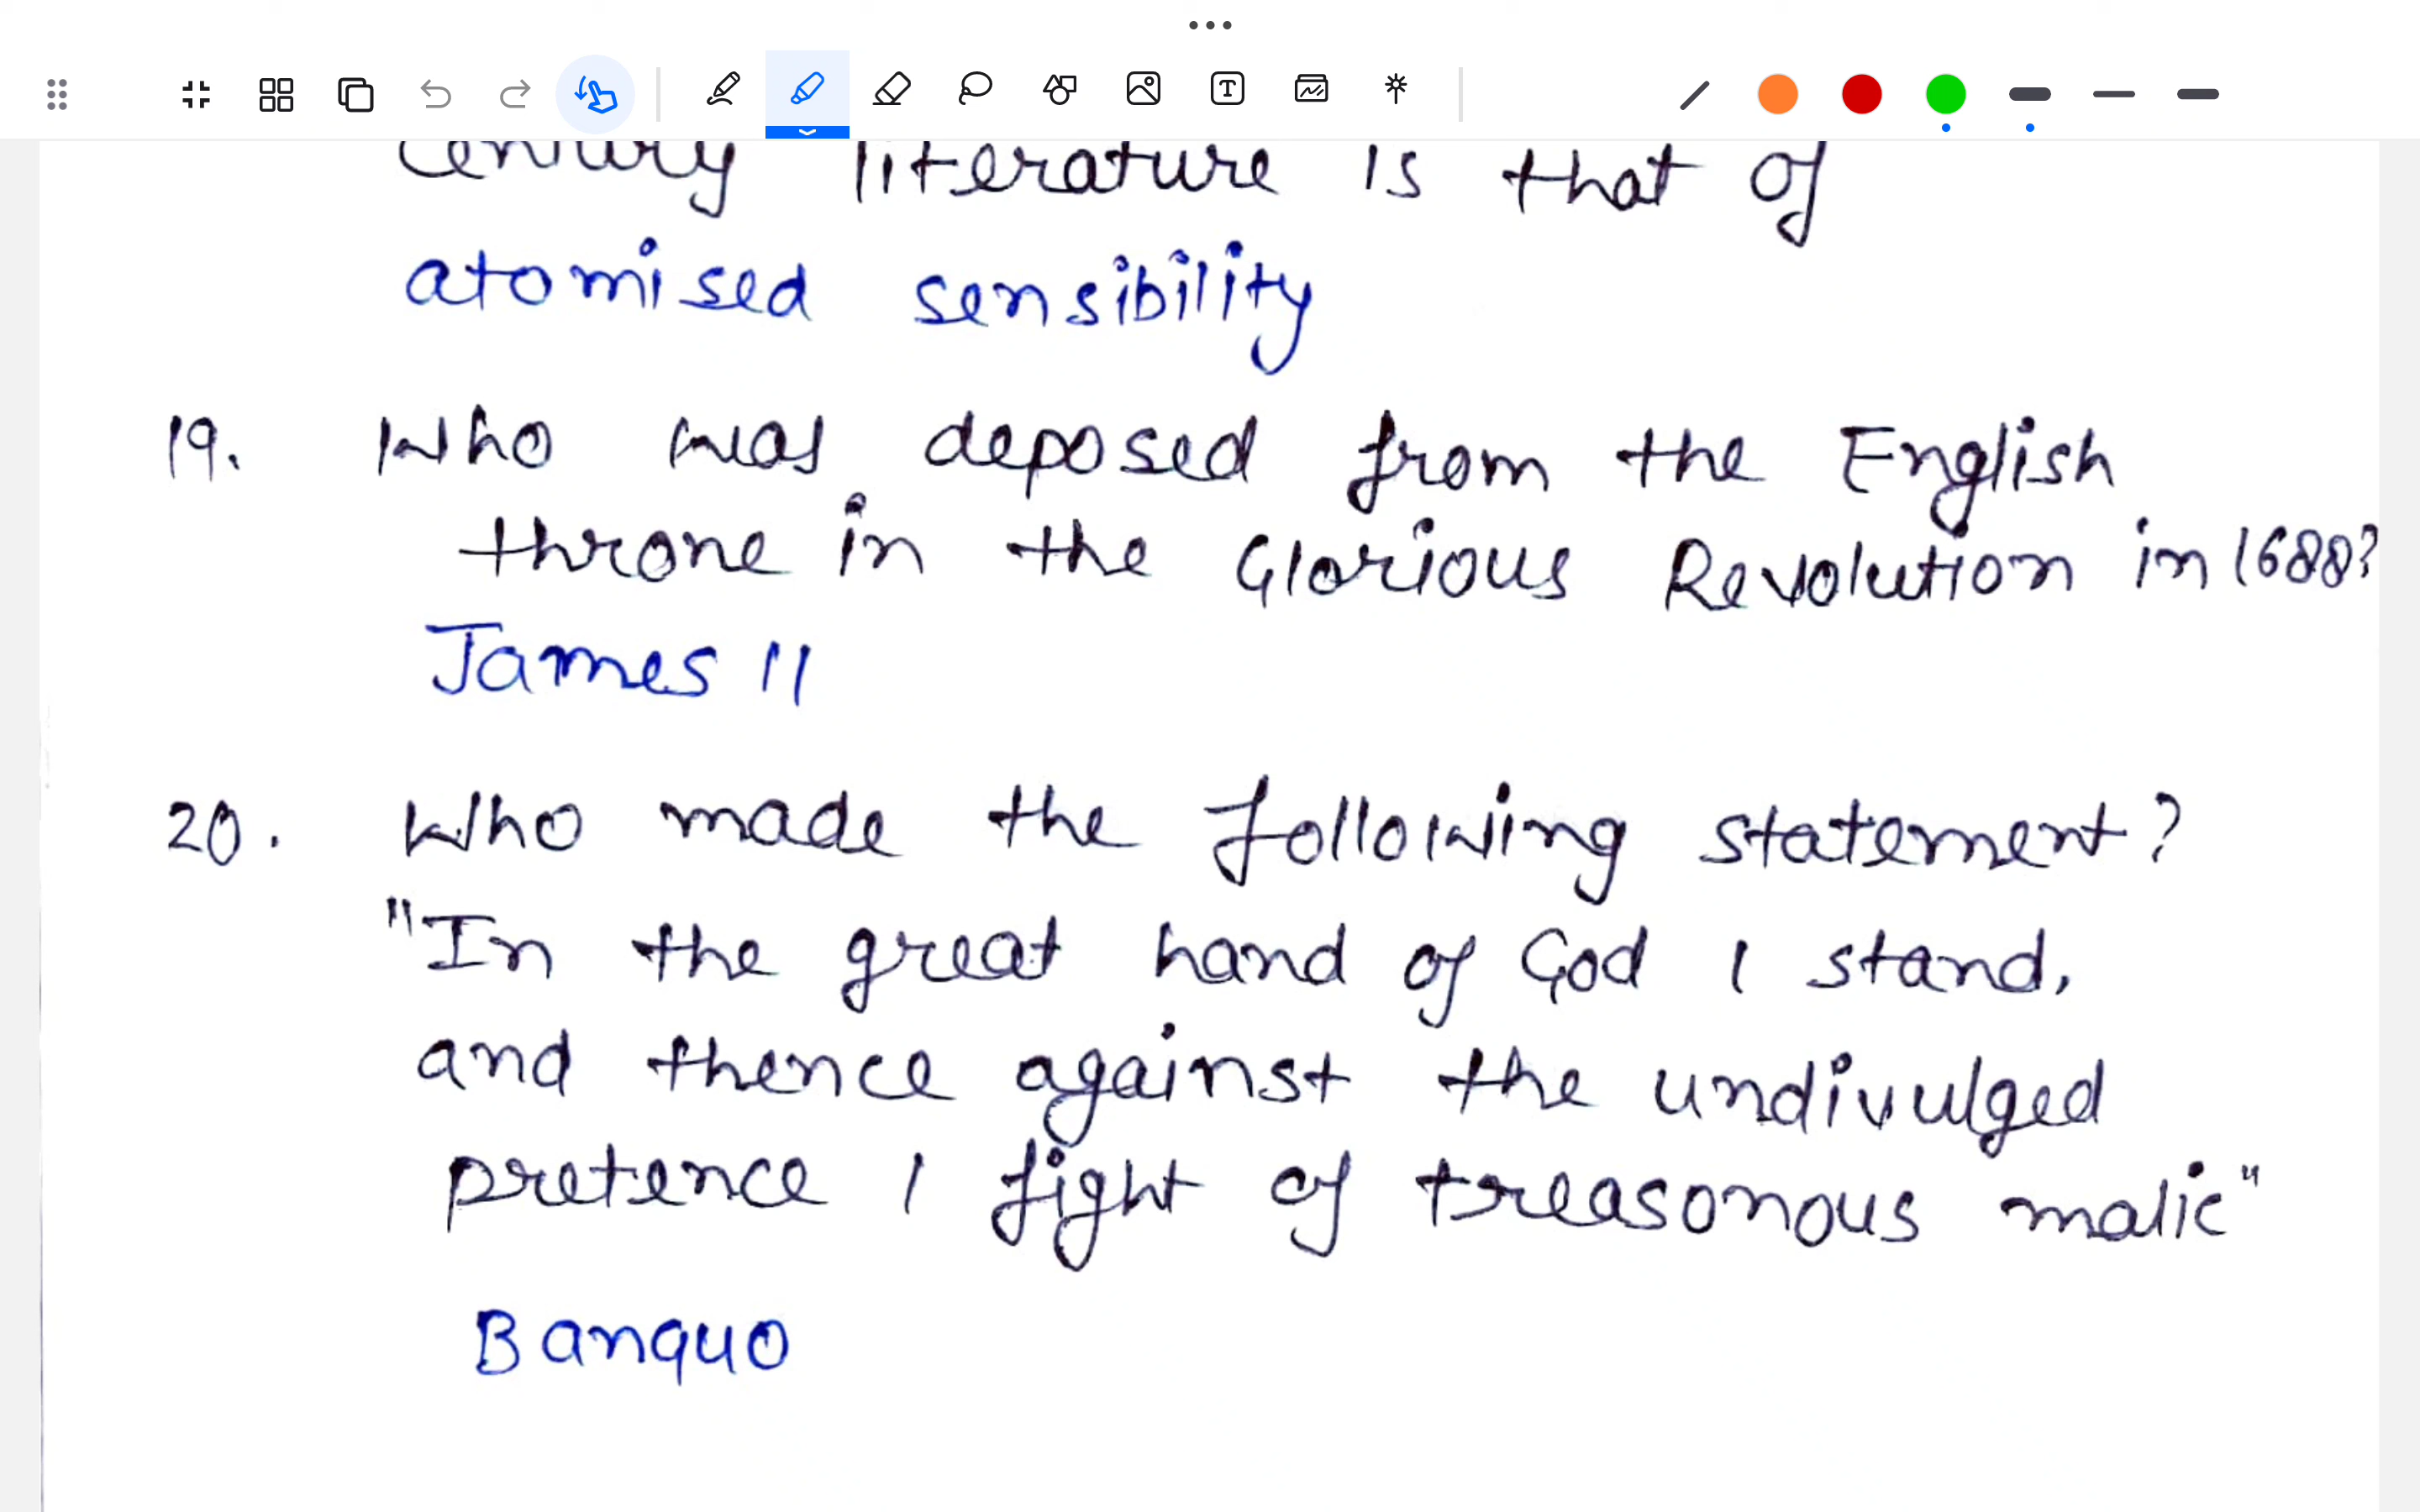 century literature is that of
atomised sensibility
19. Who was deposed from the English
throne in the Glorious Revolution in 1688?
James 11
20. Who made the following statement?
"In the great hand of God I stand,
and thence against the undivulged
pretence I fight of treasonous malic"
Banquo